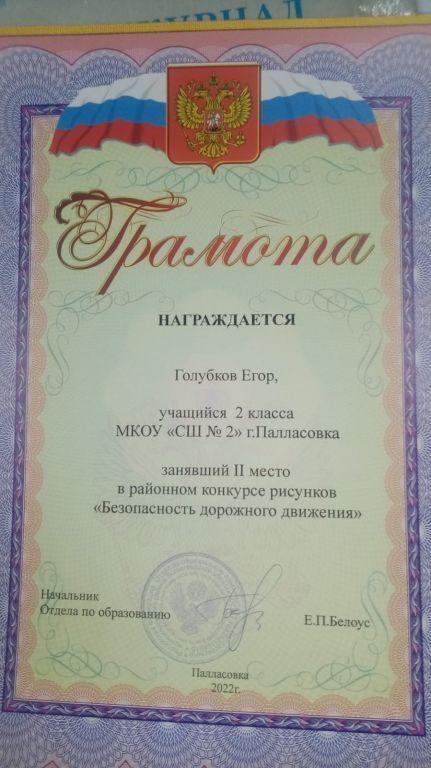 ЖУРНАЛ
Грамота
НАГРАЖДАЕТСЯ
Голубков Егор,
учащийся 2 класса
МКОУ «СШ № 2» г.Палласовка
занявший II место
в районном конкурсе рисунков
«Безопасность дорожного движения»
Начальник
Отдела по образованию
Е.П.Белоус
Палласовка
2022г.